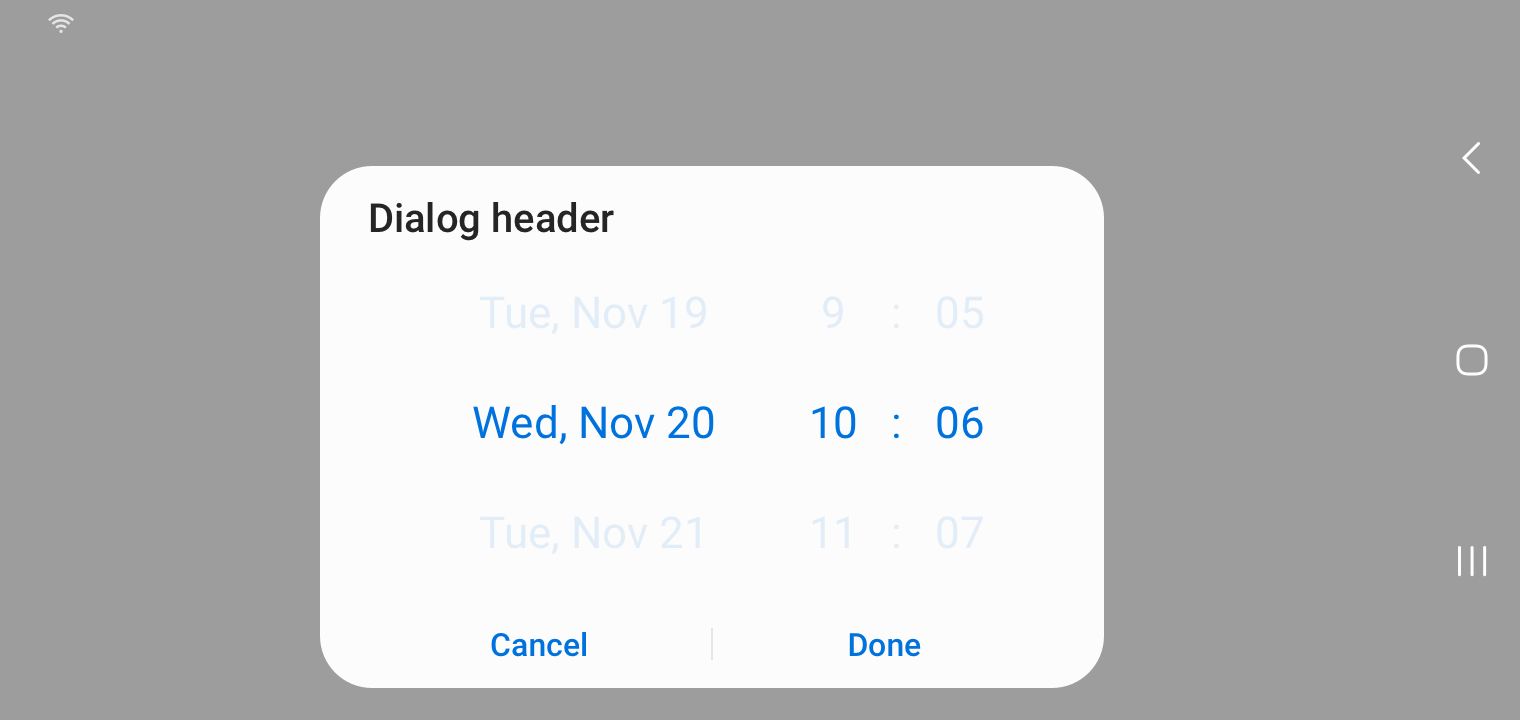 Dialog header
Tue, Nov 19 9 : 05
Wed, Nov 20 10 : 06
Tue, Nov 21 11 : 07
Cancel Done